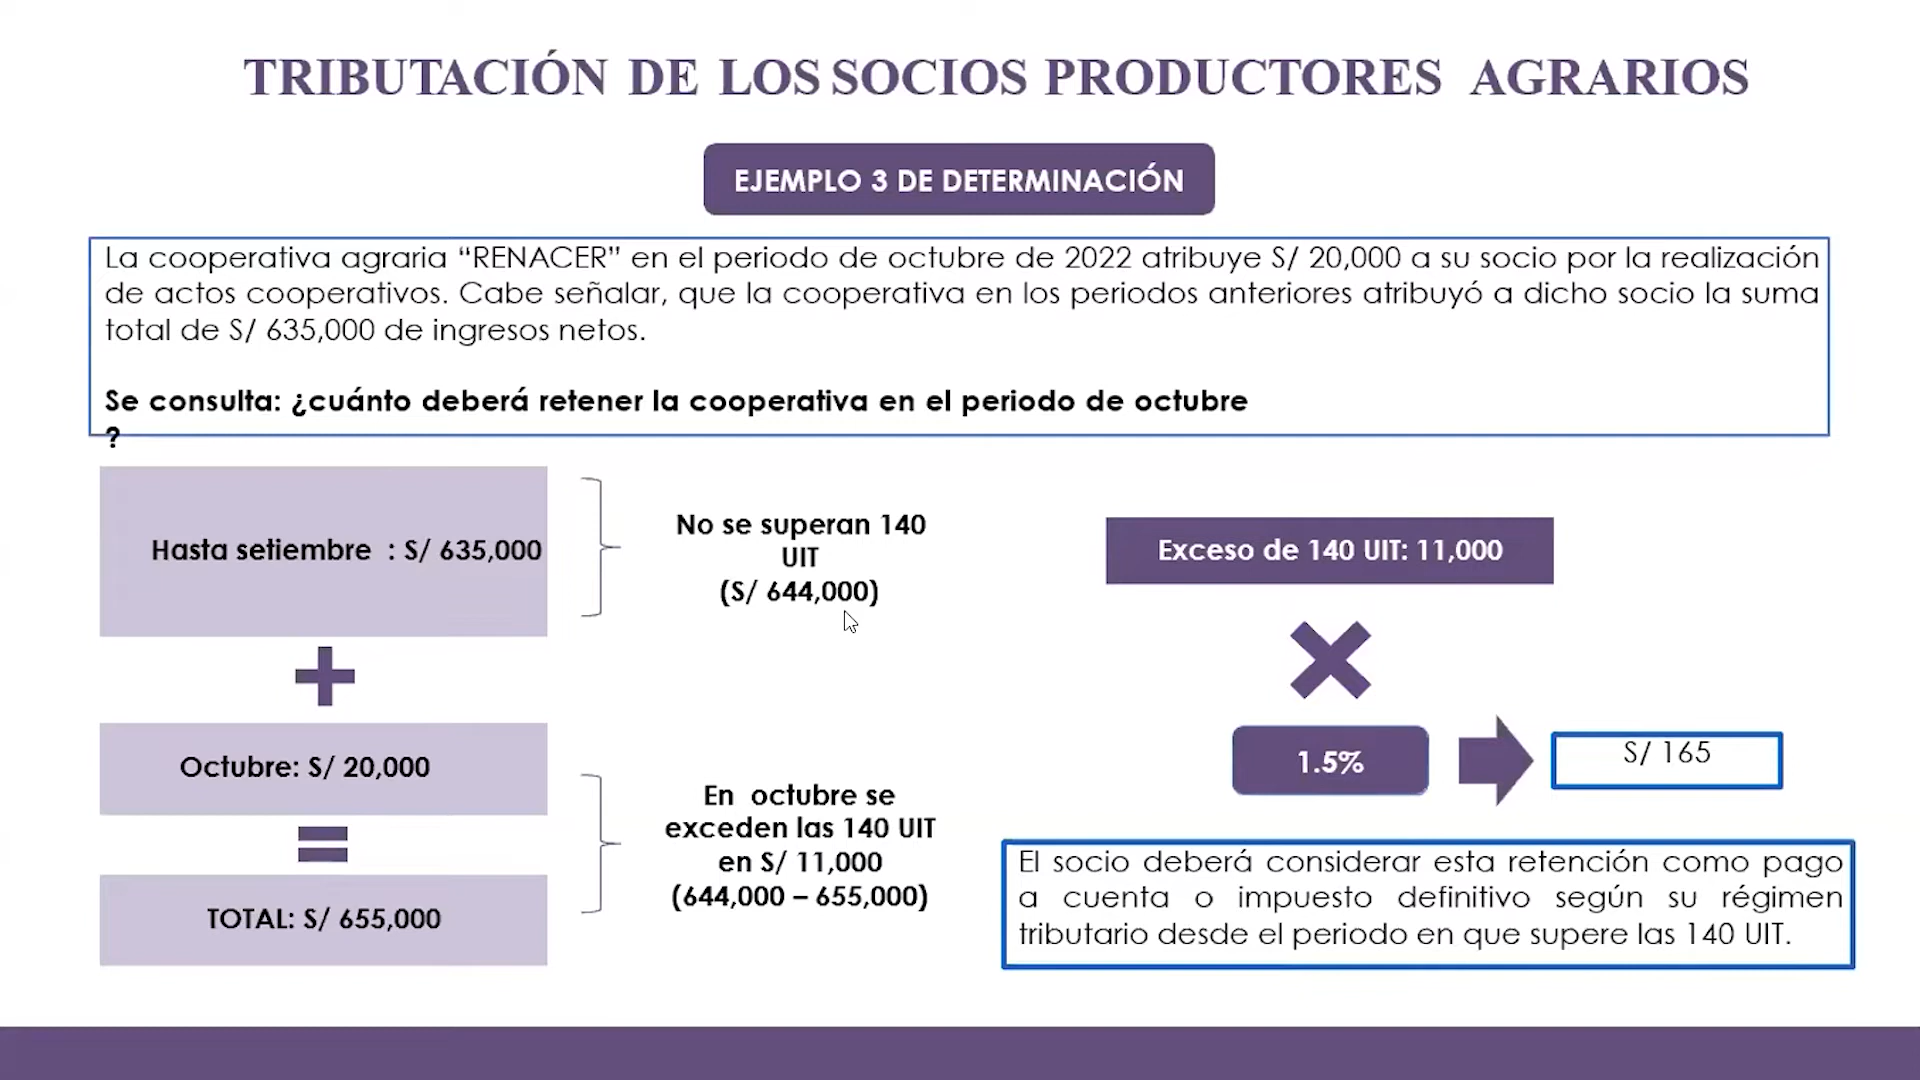 TRIBUTACIÓN DE LOS SOCIOS PRODUCTORES AGRARIOS
EJEMPLO 3 DE DETERMINACIÓN
La cooperativa agraria “RENACER” en el periodo de octubre de 2022 atribuye S/ 20,000 a su socio por la realización
de actos cooperativos. Cabe señalar, que la cooperativa en los periodos anteriores atribuyó a dicho socio la suma
total de S/ 635,000 de ingresos netos.
Se consulta: ¿cuánto deberá retener la cooperativa en el periodo de octubre
?
Hasta setiembre : S/ 635,000
No se superan 140
UIT
(S/ 644,000)
Octubre: S/ 20,000
TOTAL: S/ 655,000
En octubre se
exceden las 140 UIT
en S/ 11,000
(644,000 – 655,000)
Exceso de 140 UIT: 11,000
1.5%
S/ 165
El socio deberá considerar esta retención como pago
a cuenta o impuesto definitivo según su régimen
tributario desde el periodo en que supere las 140 UIT.